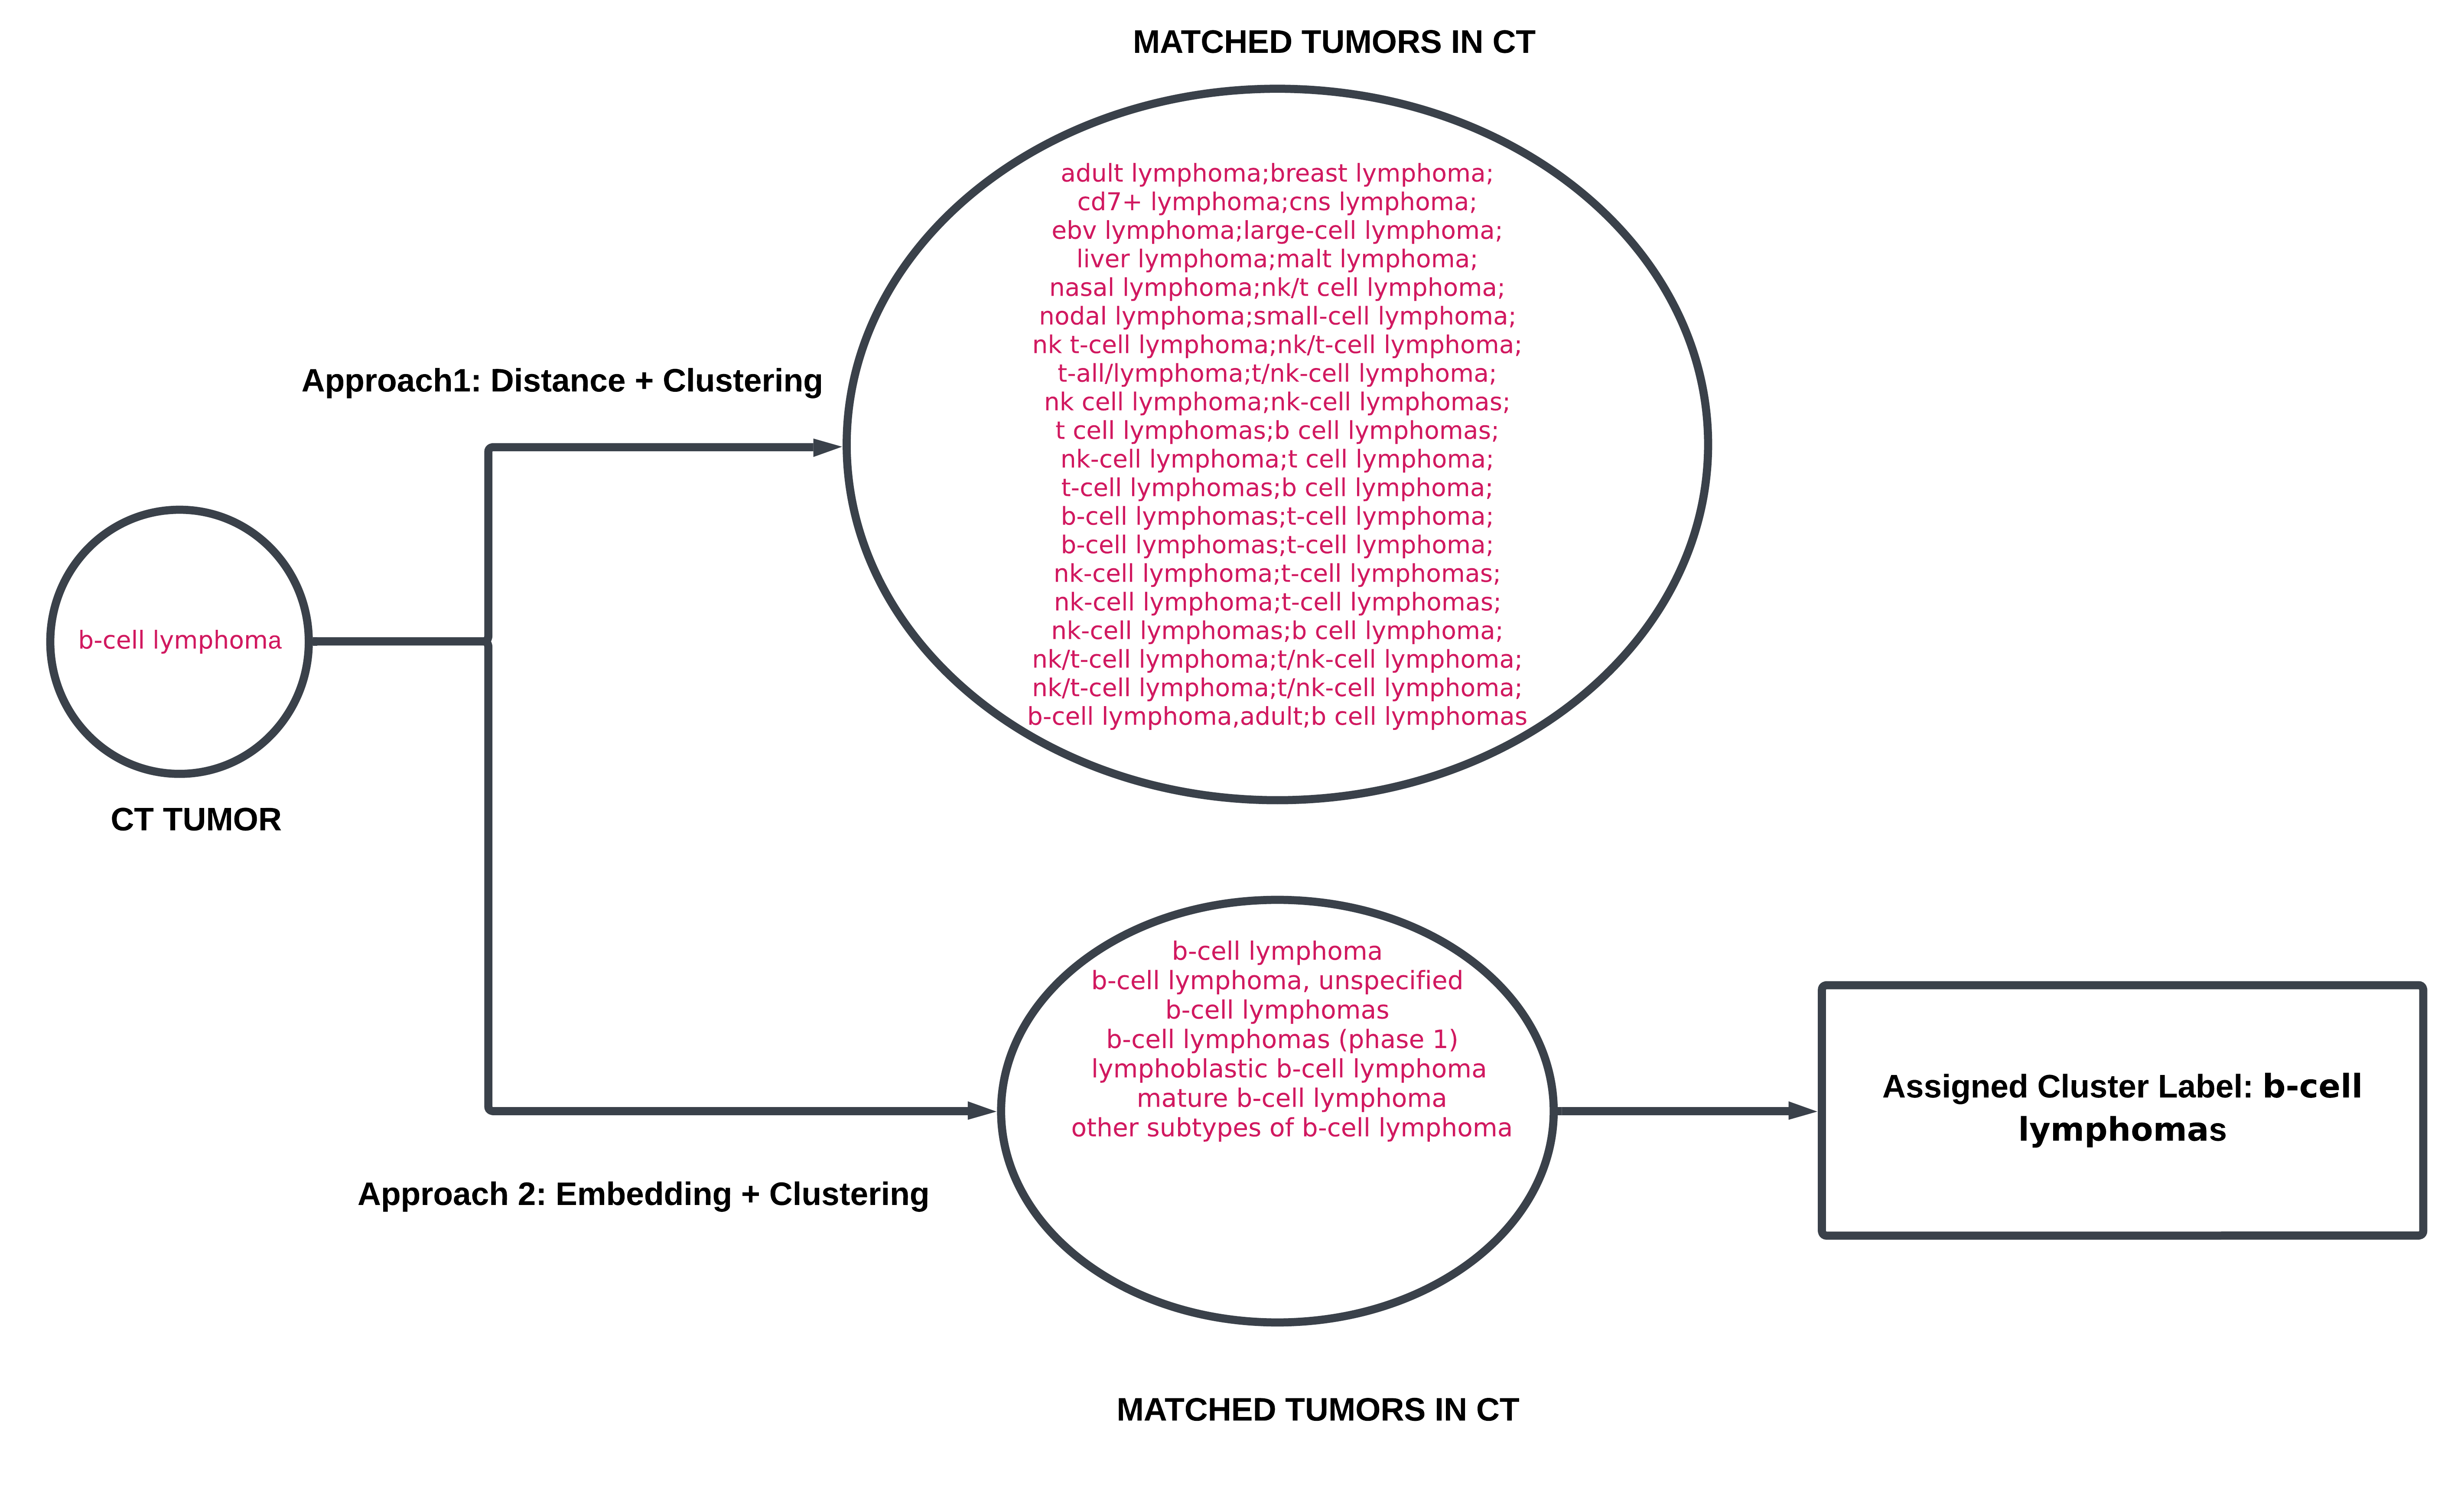 MATCHED TUMORS IN CT
adult lymphoma;breast lymphoma;
cd7+ lymphoma;cns lymphoma;
ebv lymphoma;large-cell lymphoma;
liver lymphoma;malt lymphoma;
nasal lymphoma;nk/t cell lymphoma;
nodal lymphoma;small-cell lymphoma;
nk t-cell lymphoma;nk/t-cell lymphoma;
t-all/lymphoma;t/nk-cell lymphoma;
nk cell lymphoma;nk-cell lymphomas;
t cell lymphomas;b cell lymphomas;
nk-cell lymphoma;t cell lymphoma;
t-cell lymphomas;b cell lymphoma;
b-cell lymphomas;t-cell lymphoma;
b-cell lymphomas;t-cell lymphoma;
nk-cell lymphoma;t-cell lymphomas;
nk-cell lymphoma;t-cell lymphomas;
nk-cell lymphomas;b cell lymphoma;
nk/t-cell lymphoma;t/nk-cell lymphoma;
nk/t-cell lymphoma;t/nk-cell lymphoma;
b-cell lymphoma,adult;b cell lymphomas
Approach1: Distance + Clustering
b-cell lymphoma
CT TUMOR
b-cell lymphoma
b-cell lymphoma, unspecified
b-cell lymphomas
b-cell lymphomas (phase 1)
lymphoblastic b-cell lymphoma
mature b-cell lymphoma
other subtypes of b-cell lymphoma
Assigned Cluster Label: b-cell
lymphomas
Approach 2: Embedding + Clustering
MATCHED TUMORS IN CT